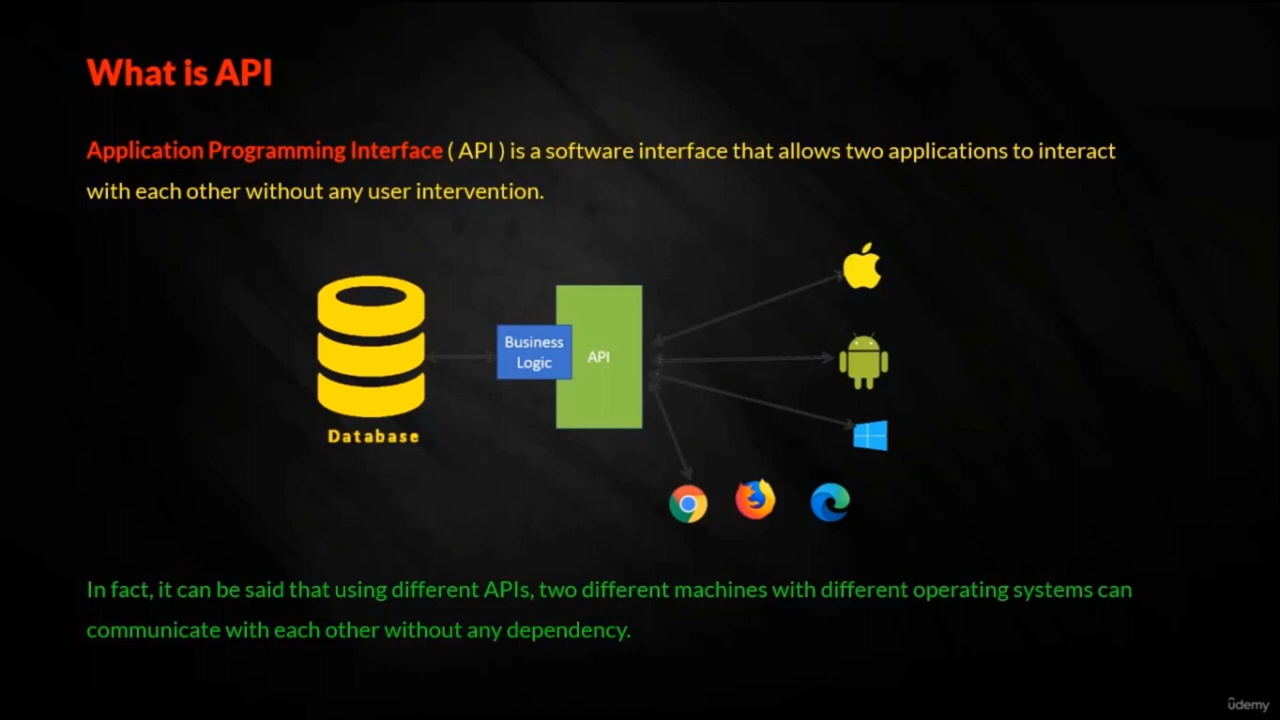 What is API
Application Programming Interface ( API ) is a software interface that allows two applications to interact
with each other without any user intervention.
Business
Logic
API
Database
In fact, it can be said that using different APIs, two different machines with different operating systems can
communicate with each other without any dependency.
ûdemy